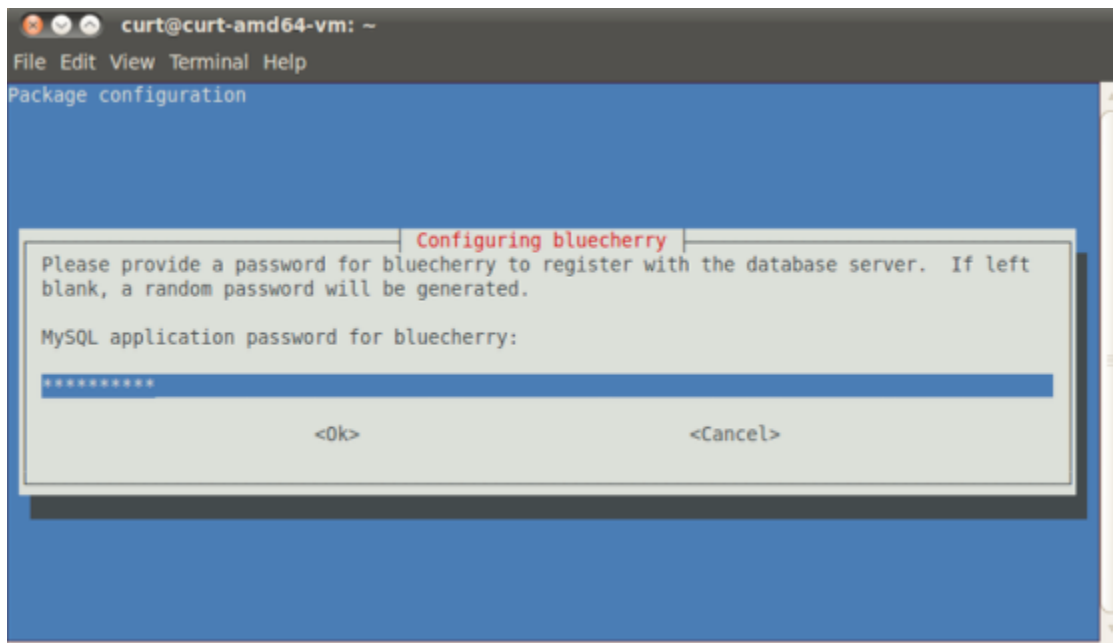 curt@curt-amd64-vm: ~
File Edit View Terminal Help
Package configuration
Configuring bluecherry
Please provide a password for bluecherry to register with the database server. If left
blank, a random password will be generated.
MySQL application password for bluecherry:
**********
<Ok> <Cancel>